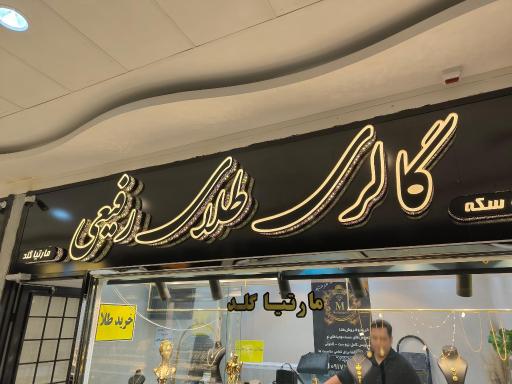 گالری طلای رفیعی
سکه
مارتیا گلد
مارتیا گلد
خرید طلا